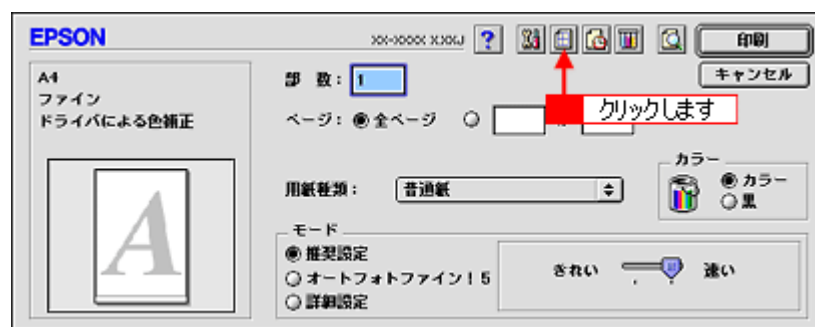 EPSON
XX-XXXX X.XXJ
?
印刷
A4
ファイン
ドライバによる色補正
部 数: 1
キャンセル
クリックします
ページ: 全ページ
用紙種類: 普通紙
カラー
カラー
黒
モード
推奨設定
オートフォトファイン!5
詳細設定
きれい 速い
A